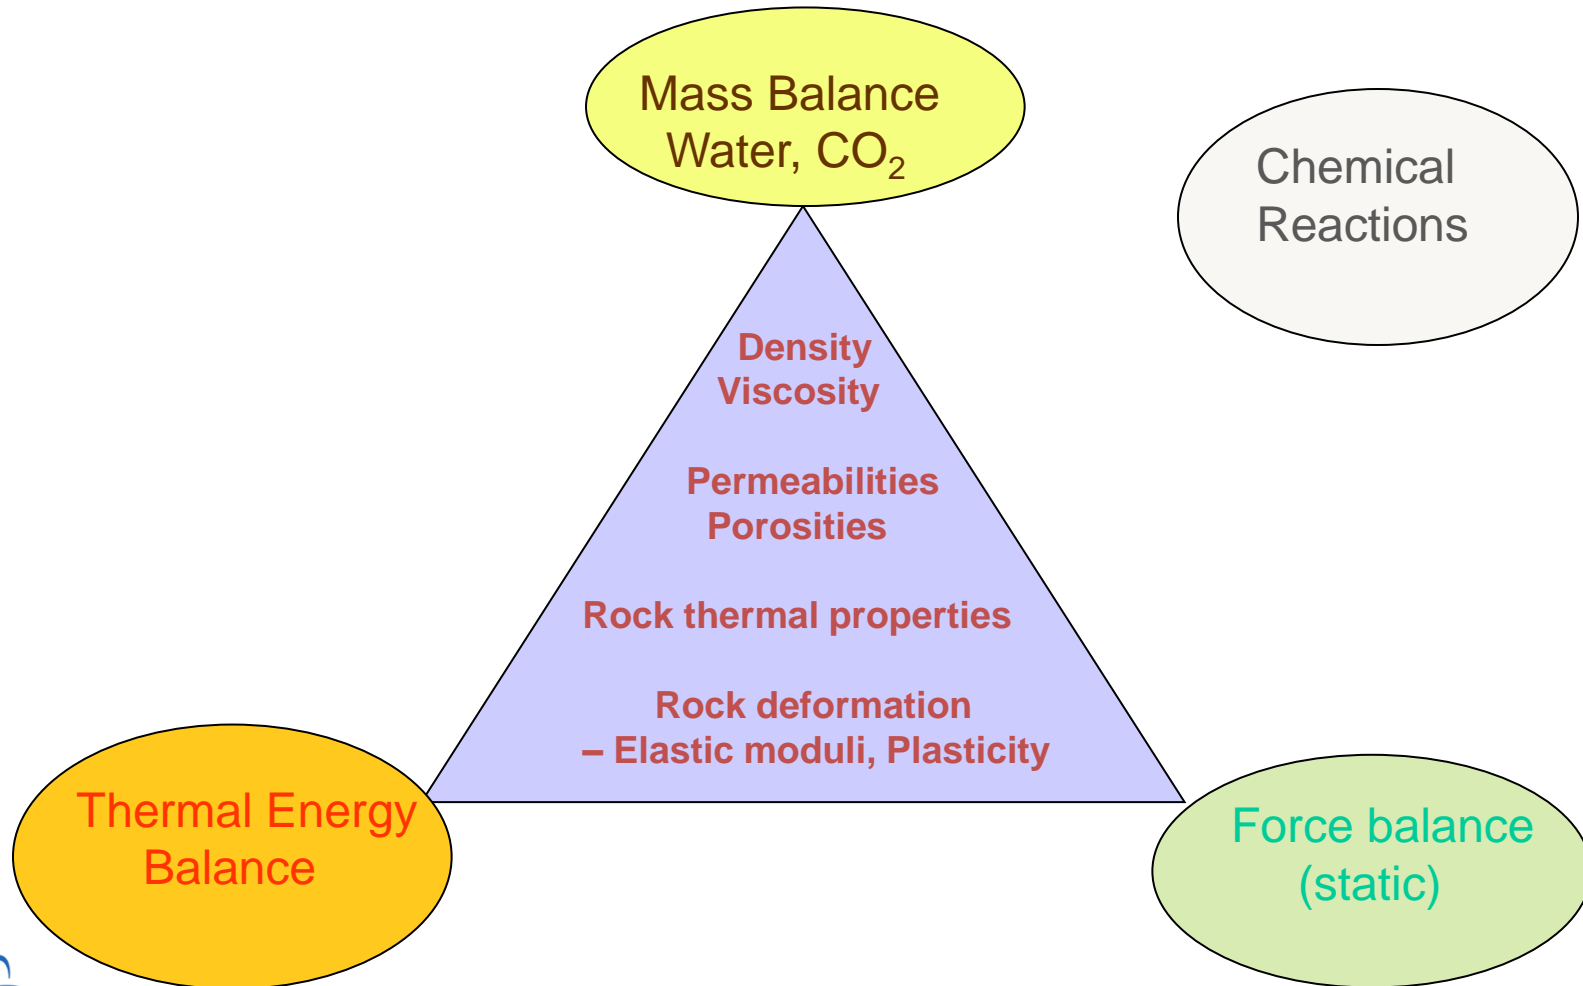 Mass Balance
Water, CO₂
Chemical
Reactions
Density
Viscosity
Permeabilities
Porosities
Rock thermal properties
Rock deformation
– Elastic moduli, Plasticity
Thermal Energy
Balance
Force balance
(static)